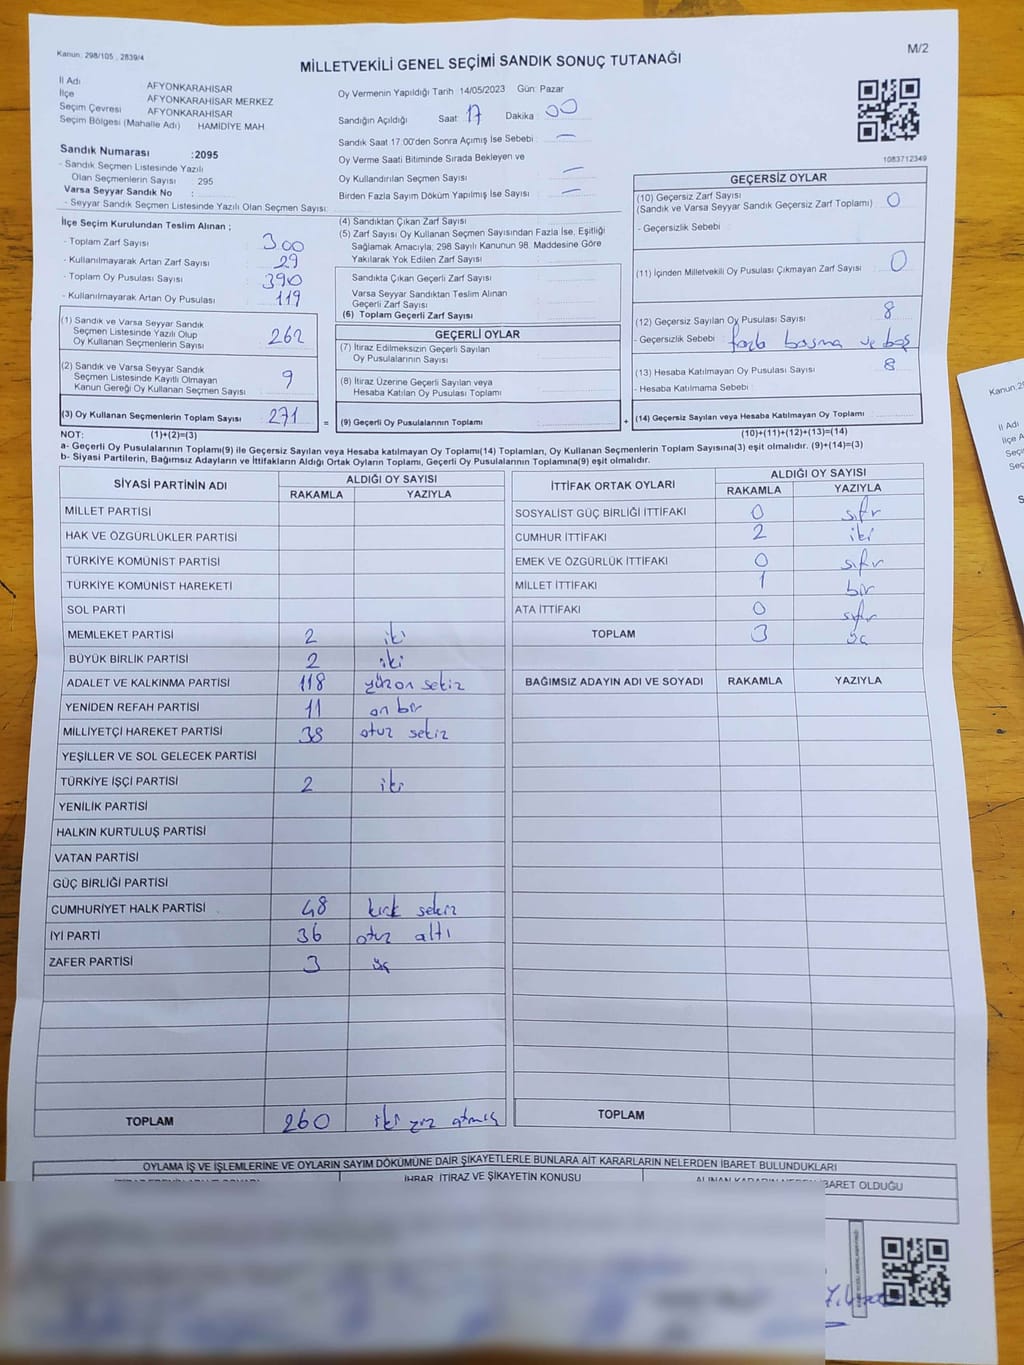 Kanun: 298/105 , 2839/4
M/2
MİLLETVEKİLİ GENEL SEÇİMİ SANDIK SONUÇ TUTANAĞI
İl Adı AFYONKARAHİSAR
İlçe AFYONKARAHİSAR MERKEZ
Seçim Çevresi AFYONKARAHİSAR
Seçim Bölgesi (Mahalle Adı) HAMİDİYE MAH
Sandık Numarası :2095
- Sandık Seçmen Listesinde Yazılı
Olan Seçmenlerin Sayısı : 295
Varsa Seyyar Sandık No :
- Seyyar Sandık Seçmen Listesinde Yazılı Olan Seçmen Sayısı:
Oy Vermenin Yapıldığı Tarih 14/05/2023 Gün: Pazar
Sandığın Açıldığı Saat: 17 Dakika : 00
Sandık Saat 17:00'den Sonra Açımış İse Sebebi : —
Oy Verme Saati Bitiminde Sırada Bekleyen ve
Oy Kullandırılan Seçmen Sayısı : —
Birden Fazla Sayım Döküm Yapılmış İse Sayısı : —
1083712349
İlçe Seçim Kurulundan Teslim Alınan ;
- Toplam Zarf Sayısı : 300
- Kullanılmayarak Artan Zarf Sayısı : 29
- Toplam Oy Pusulası Sayısı : 390
- Kullanılmayarak Artan Oy Pusulası : 119
(1) Sandık ve Varsa Seyyar Sandık
Seçmen Listesinde Yazılı Olup
Oy Kullanan Seçmenlerin Sayısı : 262
(2) Sandık ve Varsa Seyyar Sandık
Seçmen Listesinde Kayıtlı Olmayan
Kanun Gereği Oy Kullanan Seçmen Sayısı : 9
(3) Oy Kullanan Seçmenlerin Toplam Sayısı : 271
(4) Sandıktan Çıkan Zarf Sayısı
(5) Zarf Sayısı Oy Kullanan Seçmen Sayısından Fazla İse, Eşitliği
Sağlamak Amacıyla; 298 Sayılı Kanunun 98. Maddesine Göre
Yakılarak Yok Edilen Zarf Sayısı :
Sandıkta Çıkan Geçerli Zarf Sayısı
Varsa Seyyar Sandıktan Teslim Alınan
Geçerli Zarf Sayısı :
(6) Toplam Geçerli Zarf Sayısı :
GEÇERLİ OYLAR
(7) İtiraz Edilmeksizin Geçerli Sayılan
Oy Pusulalarının Sayısı :
(8) İtiraz Üzerine Geçerli Sayılan veya
Hesaba Katılan Oy Pusulası Toplamı :
= (9) Geçerli Oy Pusulalarının Toplamı :
GEÇERSİZ OYLAR
(10) Geçersiz Zarf Sayısı
(Sandık ve Varsa Seyyar Sandık Geçersiz Zarf Toplamı) : 0
- Geçersizlik Sebebi :
(11) İçinden Milletvekili Oy Pusulası Çıkmayan Zarf Sayısı : 0
(12) Geçersiz Sayılan Oy Pusulası Sayısı : 8
- Geçersizlik Sebebi : fazla basma ve boş
(13) Hesaba Katılmayan Oy Pusulası Sayısı : 8
- Hesaba Katılmama Sebebi :
+ (14) Geçersiz Sayılan veya Hesaba Katılmayan Oy Toplamı
NOT: (1)+(2)=(3)
(10)+(11)+(12)+(13)=(14)
a- Geçerli Oy Pusulalarının Toplamı(9) ile Geçersiz Sayılan veya Hesaba katılmayan Oy Toplamı(14) Toplamları, Oy Kullanan Seçmenlerin Toplam Sayısına(3) eşit olmalıdır. (9)+(14)=(3)
b- Siyasi Partilerin, Bağımsız Adayların ve İttifakların Aldığı Ortak Oyların Toplamı, Geçerli Oy Pusulalarının Toplamına(9) eşit olmalıdır.
SİYASİ PARTİNİN ADI ALDIĞI OY SAYISI
RAKAMLA YAZIYLA
MİLLET PARTİSİ
HAK VE ÖZGÜRLÜKLER PARTİSİ
TÜRKİYE KOMÜNİST PARTİSİ
TÜRKİYE KOMÜNİST HAREKETİ
SOL PARTİ
MEMLEKET PARTİSİ 2 iki
BÜYÜK BİRLİK PARTİSİ 2 iki
ADALET VE KALKINMA PARTİSİ 118 yüzon sekiz
YENİDEN REFAH PARTİSİ 11 on bir
MİLLİYETÇİ HAREKET PARTİSİ 38 otuz sekiz
YEŞİLLER VE SOL GELECEK PARTİSİ
TÜRKİYE İŞÇİ PARTİSİ 2 iki
YENİLİK PARTİSİ
HALKIN KURTULUŞ PARTİSİ
VATAN PARTİSİ
GÜÇ BİRLİĞİ PARTİSİ
CUMHURİYET HALK PARTİSİ 48 kırk sekiz
İYİ PARTİ 36 otuz altı
ZAFER PARTİSİ 3 üç
TOPLAM 260 iki yüz atmış
İTTİFAK ORTAK OYLARI ALDIĞI OY SAYISI
RAKAMLA YAZIYLA
SOSYALİST GÜÇ BİRLİĞİ İTTİFAKI 0 sıfır
CUMHUR İTTİFAKI 2 iki
EMEK VE ÖZGÜRLÜK İTTİFAKI 0 sıfır
MİLLET İTTİFAKI 1 bir
ATA İTTİFAKI 0 sıfır
TOPLAM 3 üç
BAĞIMSIZ ADAYIN ADI VE SOYADI RAKAMLA YAZIYLA
TOPLAM
OYLAMA İŞ VE İŞLEMLERİNE VE OYLARIN SAYIM DÖKÜMÜNE DAİR ŞİKAYETLERLE BUNLARA AİT KARARLARIN NELERDEN İBARET BULUNDUKLARI
İHBAR, İTİRAZ VE ŞİKAYETİN KONUSU
OLDUĞU
Kanun:
İl Adı
İlçe